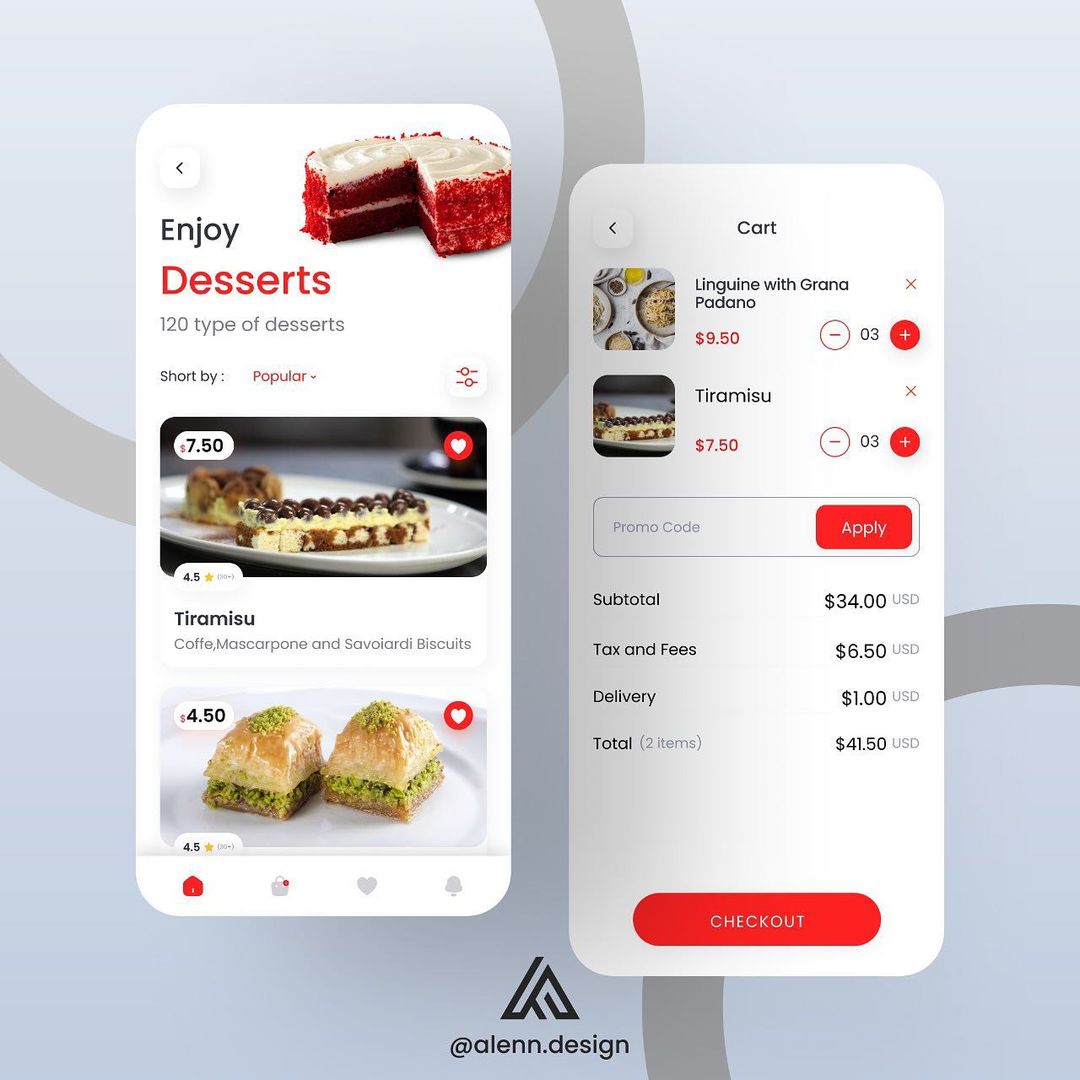 Enjoy
Desserts
120 type of desserts
Short by :
Popular
$7.50
4.5 (30+)
Tiramisu
Coffe,Mascarpone and Savoiardi Biscuits
$4.50
4.5 (30+)
Cart
Linguine with Grana
Padano
$9.50
03
Tiramisu
$7.50
03
Promo Code
Apply
Subtotal
$34.00 USD
Tax and Fees
$6.50 USD
Delivery
$1.00 USD
Total (2 items)
$41.50 USD
CHECKOUT
@alenn.design